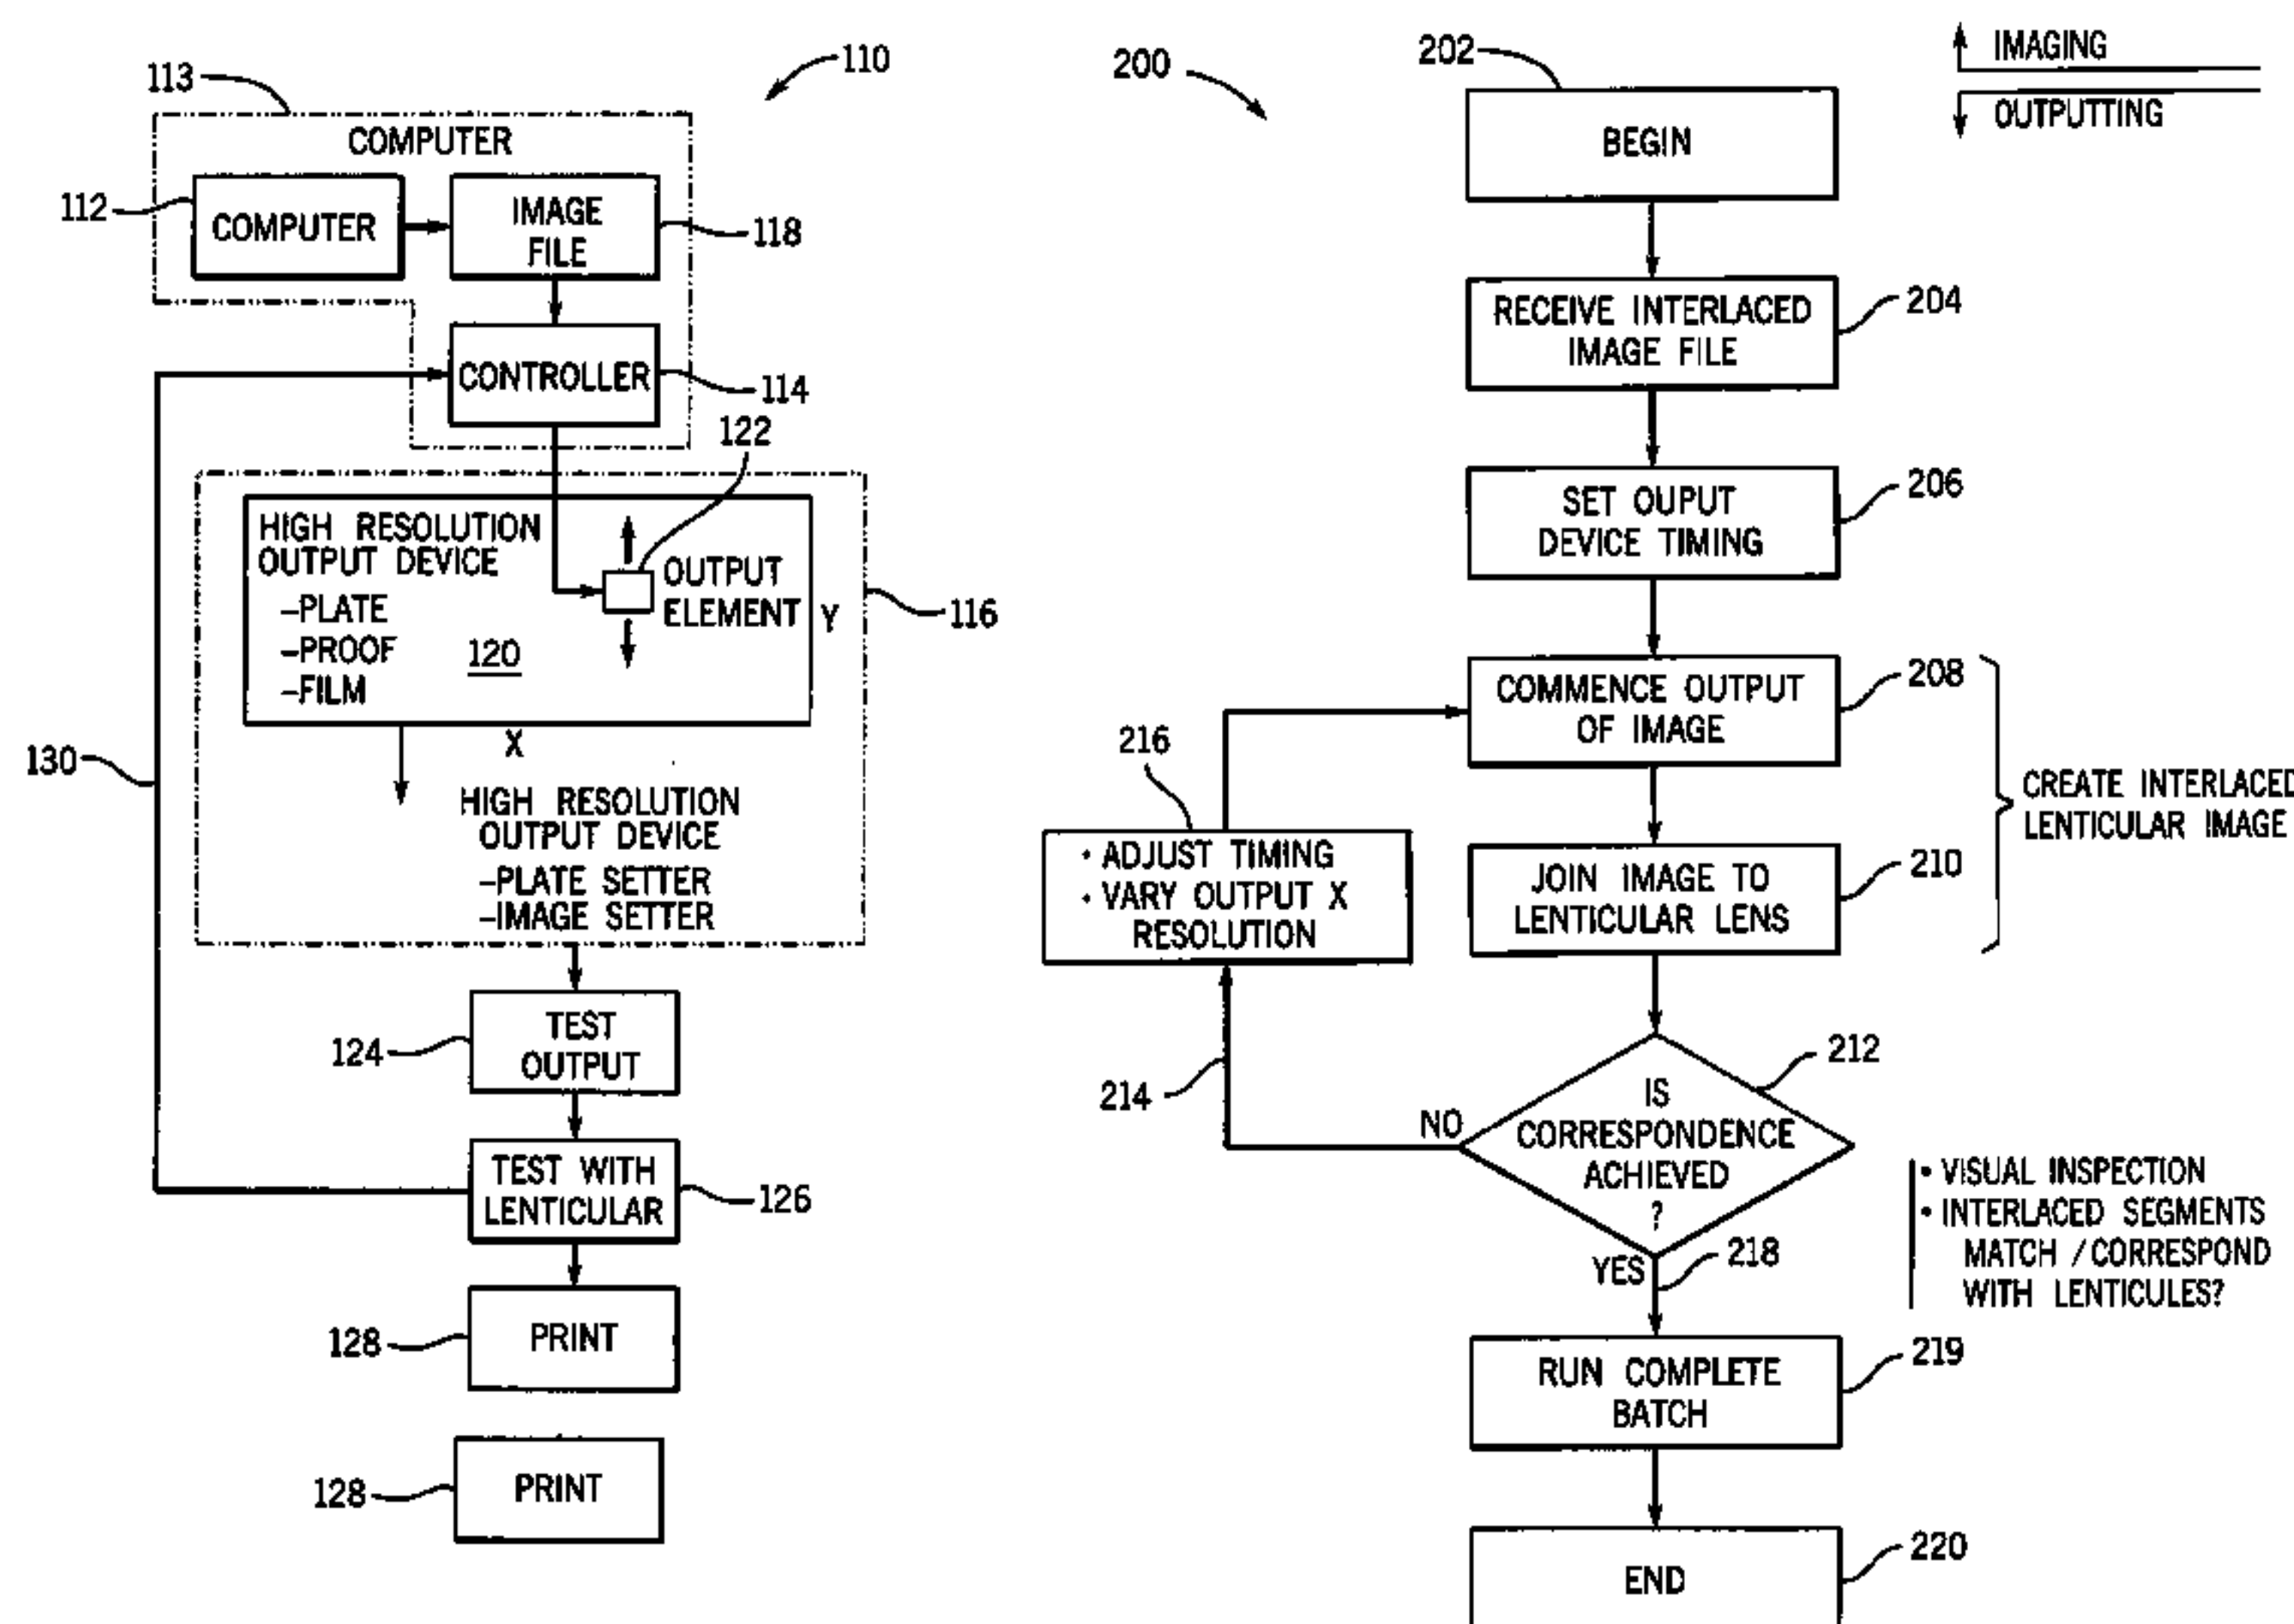 110
113
COMPUTER
112
COMPUTER
IMAGE
FILE
118
CONTROLLER
114
122
HIGH RESOLUTION
OUTPUT DEVICE
-PLATE
-PROOF
-FILM
120
OUTPUT
ELEMENT
Y
116
X
130
HIGH RESOLUTION
OUTPUT DEVICE
-PLATE SETTER
-IMAGE SETTER
TEST
OUTPUT
124
TEST WITH
LENTICULAR
126
PRINT
128
PRINT
128
200
202
IMAGING
OUTPUTTING
BEGIN
RECEIVE INTERLACED
IMAGE FILE
204
SET OUPUT
DEVICE TIMING
206
COMMENCE OUTPUT
OF IMAGE
208
CREATE INTERLACED
LENTICULAR IMAGE
216
• ADJUST TIMING
• VARY OUTPUT X
RESOLUTION
JOIN IMAGE TO
LENTICULAR LENS
210
214
NO
IS
CORRESPONDENCE
ACHIEVED
?
212
• VISUAL INSPECTION
• INTERLACED SEGMENTS
MATCH / CORRESPOND
WITH LENTICULES?
YES
218
RUN COMPLETE
BATCH
219
END
220